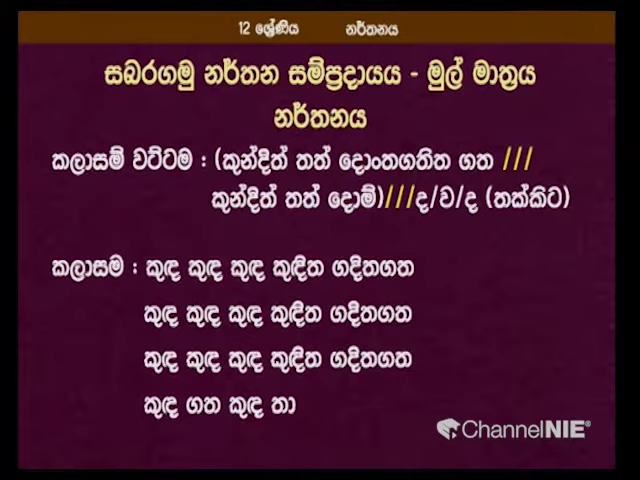 12 ශ්‍රේණිය නර්තනය
සබරගමු නර්තන සම්ප්‍රදායය - මුල් මාත්‍රය
නර්තනය
කලාසම් වට්ටම : (කුන්දිත් තත් දොංතගතිත ගත ///
කුන්දිත් තත් දොම්)///ද/ව/ද (තක්කිට)
කලාසම : කුඳ කුඳ කුඳ කුඳිත ගදිතගත
කුඳ කුඳ කුඳ කුඳිත ගදිතගත
කුඳ කුඳ කුඳ කුඳිත ගදිතගත
කුඳ ගත කුඳ තා
ChannelNIE®